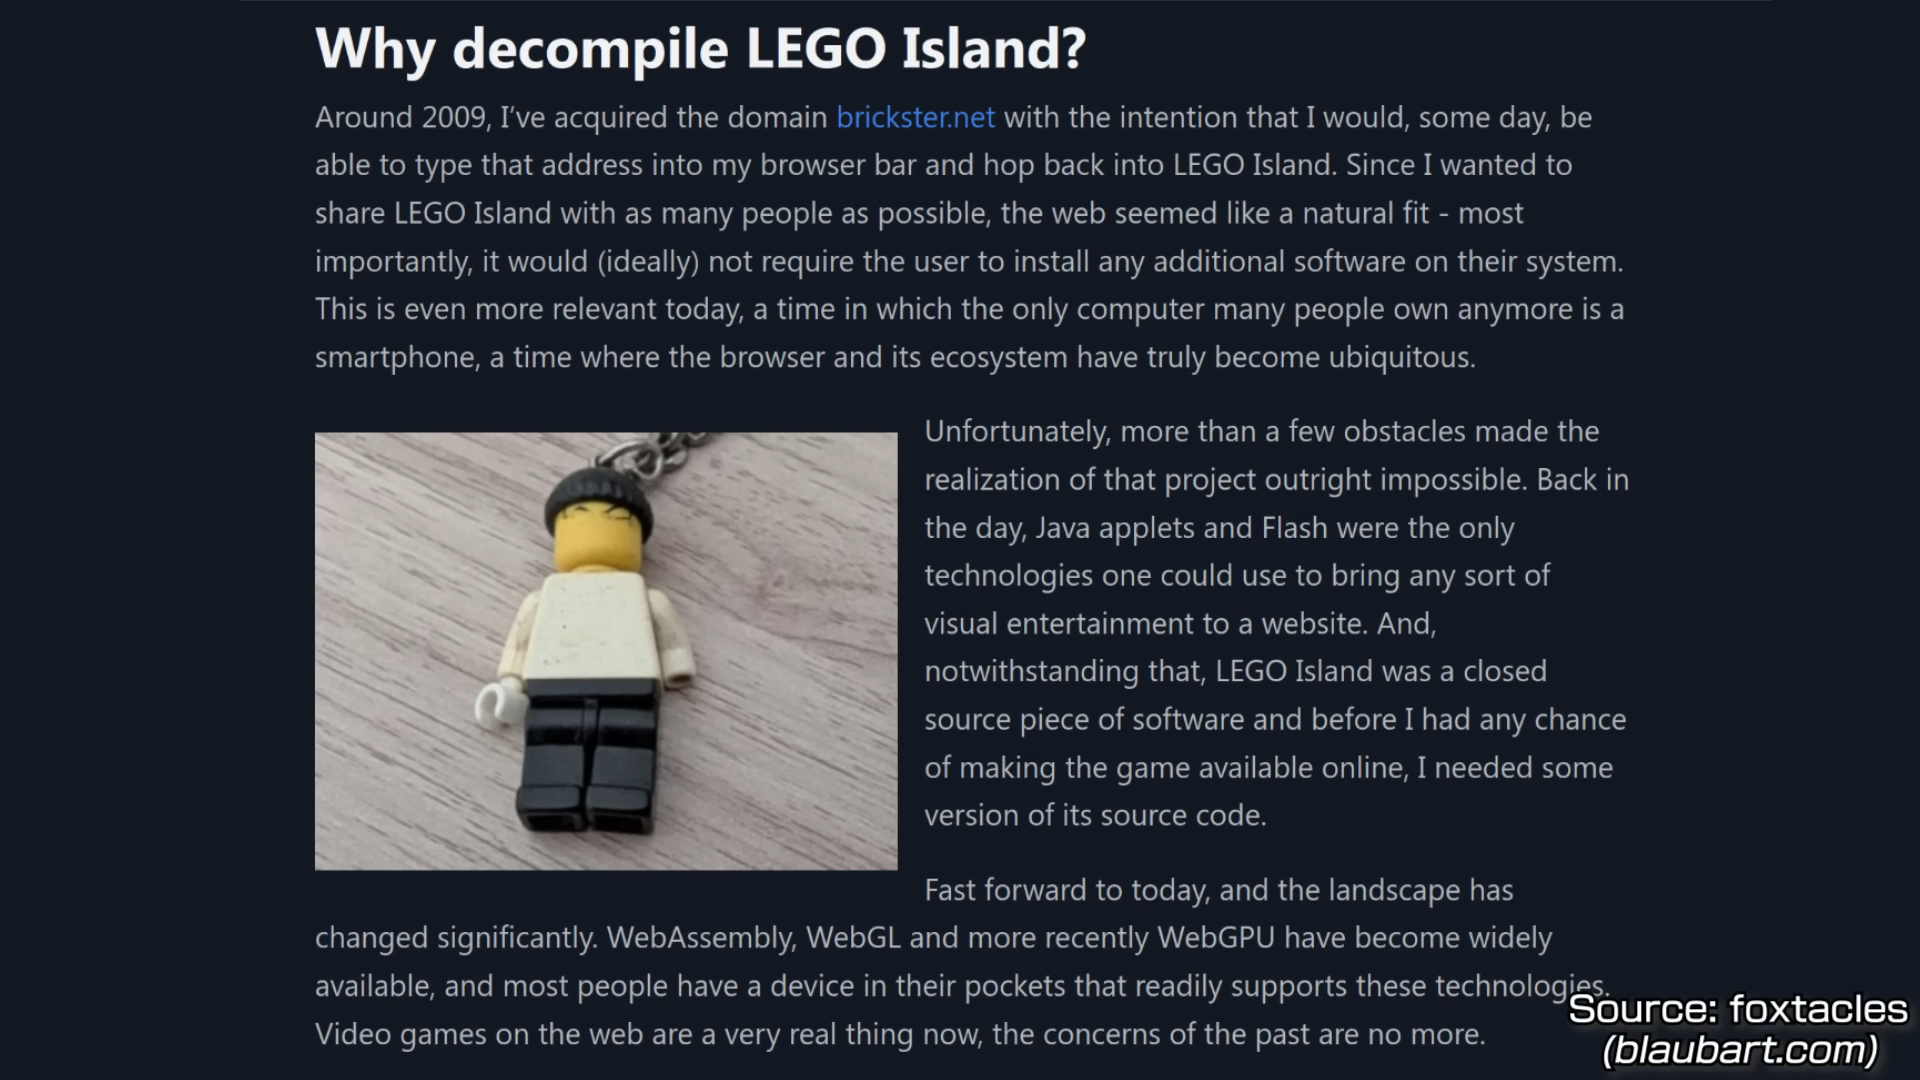 Why decompile LEGO Island?
Around 2009, I’ve acquired the domain brickster.net with the intention that I would, some day, be
able to type that address into my browser bar and hop back into LEGO Island. Since I wanted to
share LEGO Island with as many people as possible, the web seemed like a natural fit - most
importantly, it would (ideally) not require the user to install any additional software on their system.
This is even more relevant today, a time in which the only computer many people own anymore is a
smartphone, a time where the browser and its ecosystem have truly become ubiquitous.
Unfortunately, more than a few obstacles made the
realization of that project outright impossible. Back in
the day, Java applets and Flash were the only
technologies one could use to bring any sort of
visual entertainment to a website. And,
notwithstanding that, LEGO Island was a closed
source piece of software and before I had any chance
of making the game available online, I needed some
version of its source code.
Fast forward to today, and the landscape has
changed significantly. WebAssembly, WebGL and more recently WebGPU have become widely
available, and most people have a device in their pockets that readily supports these technologies.
Video games on the web are a very real thing now, the concerns of the past are no more.
Source: foxtacles
(blaubart.com)